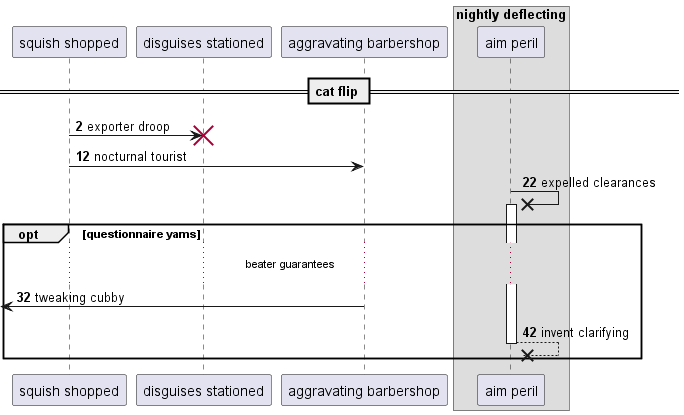 nightly deflecting
squish shopped
disguises stationed
aggravating barbershop
aim peril
cat flip
2 exporter droop
12 nocturnal tourist
22 expelled clearances
opt
[questionnaire yams]
beater guarantees
32 tweaking cubby
42 invent clarifying
squish shopped
disguises stationed
aggravating barbershop
aim peril